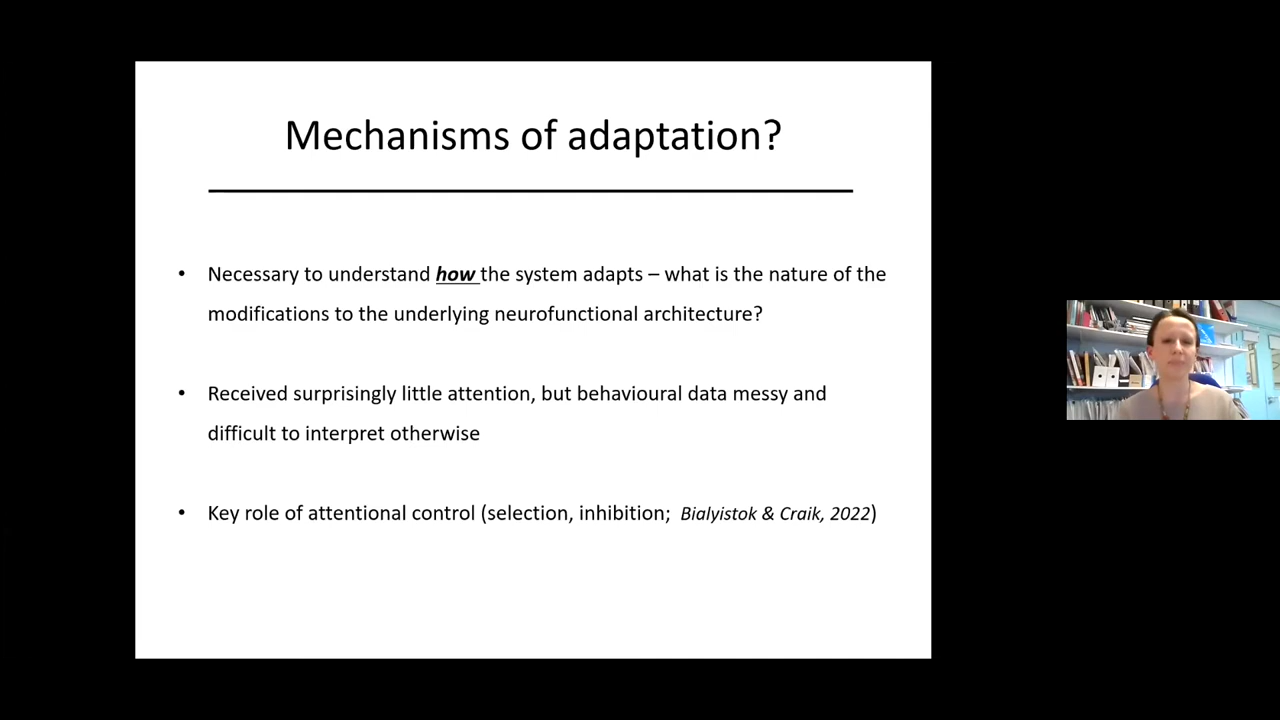 Mechanisms of adaptation?
• Necessary to understand how the system adapts – what is the nature of the
modifications to the underlying neurofunctional architecture?
• Received surprisingly little attention, but behavioural data messy and
difficult to interpret otherwise
• Key role of attentional control (selection, inhibition; Bialyistok & Craik, 2022)